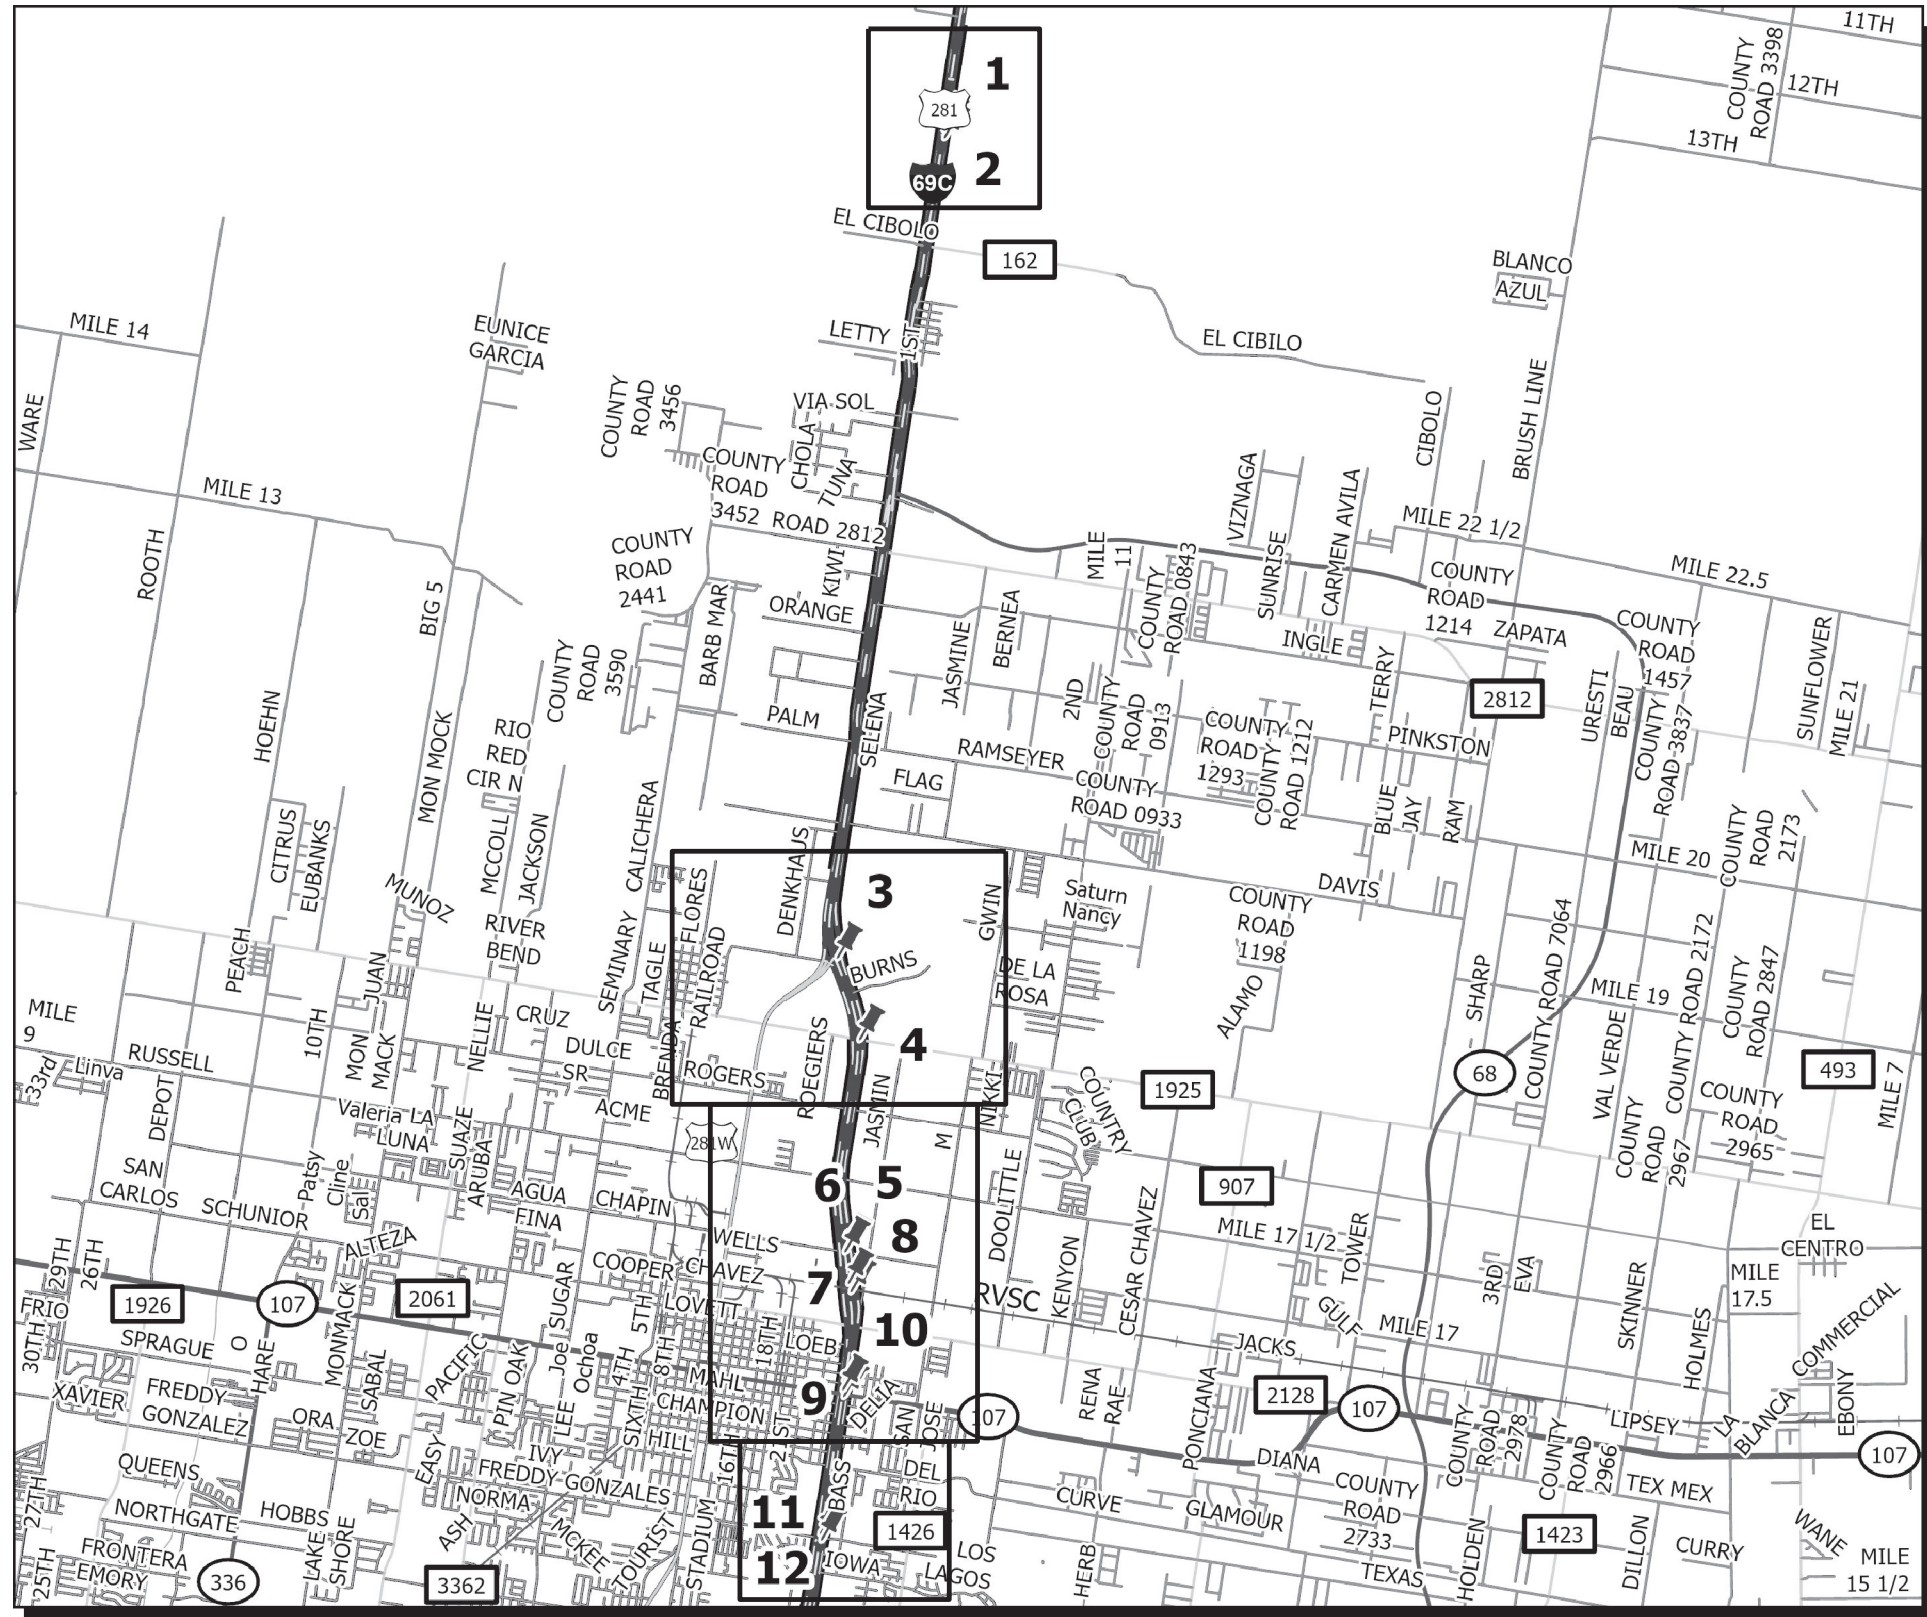 11TH
COUNTY
ROAD 3398
12TH
13TH
1
281
2
69C
EL CIBOLO
162
BLANCO
AZUL
MILE 14
EUNICE
GARCIA
LETTY
1ST
EL CIBILO
WARE
COUNTY
ROAD
3456
VIA SOL
CHOLA
TUNA
CIBOLO
BRUSH LINE
COUNTY
ROAD
3452
ROAD 2812
MILE 13
VIZNAGA
CARMEN AVILA
MILE 22 1/2
ROOTH
COUNTY
ROAD
2441
KIWI
MILE
11
COUNTY
ROAD 0843
SUNRISE
COUNTY
ROAD
1214
MILE 22.5
BIG 5
BARB MAR
ORANGE
JASMINE
BERNEA
INGLE
ZAPATA
COUNTY
ROAD
1457
SUNFLOWER
COUNTY
ROAD
3590
TERRY
2812
URESTI
BEAU
MILE 21
HOEHN
MON MOCK
RIO
RED
CIR N
PALM
SELENA
2ND
COUNTY
ROAD
0913
COUNTY
ROAD
1293
COUNTY
ROAD 1212
PINKSTON
COUNTY
ROAD 3837
RAMSEYER
FLAG
COUNTY
ROAD 0933
CITRUS
EUBANKS
MCCOLL
JACKSON
CALICHERA
BLUE
JAY
RAM
COUNTY
ROAD
2173
MILE 20
DENKHAUS
3
MUNOZ
FLORES
GWIN
Saturn
Nancy
COUNTY
ROAD
1198
DAVIS
PEACH
RIVER
BEND
SEMINARY
TAGLE
RAILROAD
BURNS
DE LA
ROSA
ALAMO
SHARP
COUNTY ROAD 7064
MILE 19
COUNTY ROAD 2172
COUNTY
ROAD 2847
JUAN
MILE
9
10TH
MON
MACK
NELLIE
CRUZ
DULCE
SR
BRENDA
ROGERS
ROEGIERS
4
JASMIN
NIKKI
COUNTRY
CLUB
1925
68
VAL VERDE
493
MILE 7
33rd
Linva
RUSSELL
DEPOT
Valeria LA
LUNA
SUAZE
ARUBA
ACME
281W
M
COUNTY
ROAD
2967
COUNTY
ROAD
2965
SAN
CARLOS
SCHUNIOR
Patsy
Cline
Sali
AGUA
FINA
CHAPIN
6
5
DOOLITTLE
907
CESAR CHAVEZ
MILE 17 1/2
TOWER
EL
CENTRO
29TH
26TH
ALTEZA
COOPER
WELLS
CHAVEZ
8
7
RVSC
KENYON
3RD
EVA
SKINNER
MILE
17.5
COMMERCIAL
FRIO
30TH
1926
107
2061
MONMACK
SUGAR
LOVETT
5TH
10
GULF
MILE 17
SPRAGUE
O
HARE
SABAL
PACIFIC
PIN OAK
Joe
LEE
Ochoa
4TH
8TH
18TH
LOEB
MAHL
JACKS
HOLMES
XAVIER
FREDDY
GONZALEZ
ORA
ZOE
SIXTH
CHAMPION
HILL
9
DELIA
SAN
JOSE
107
RENA
RAE
PONCIANA
2128
107
COUNTY
ROAD
2978
COUNTY
ROAD
2966
LIPSEY
LA
BLANCA
EBONY
107
27TH
QUEENS
EASY
IVY
FREDDY GONZALES
16TH
21ST
BASS
DEL
RIO
DIANA
TEX MEX
NORTHGATE
HOBBS
NORMA
ASH
MCKEE
TOURIST
STADIUM
11
1426
CURVE
GLAMOUR
COUNTY
ROAD
2733
HOLDEN
1423
DILLON
CURRY
WANE
25TH
FRONTERA
EMORY
336
LAKE
SHORE
3362
12
IOWA
LOS
LAGOS
HERB
TEXAS
MILE
15 1/2